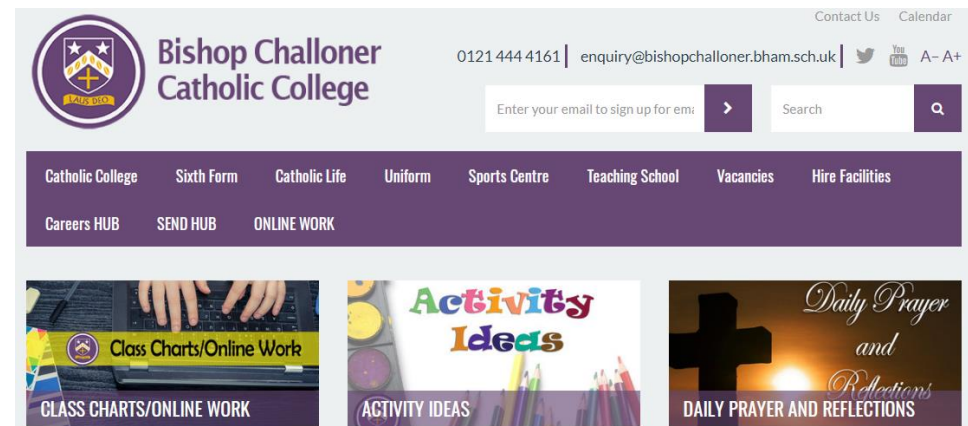 Contact Us Calendar
Bishop Challoner
Catholic College
LAUS DEO
0121 444 4161 enquiry@bishopchalloner.bham.sch.uk You Tube A- A+
Enter your email to sign up for ema
Search
Catholic College Sixth Form Catholic Life Uniform Sports Centre Teaching School Vacancies Hire Facilities
Careers HUB SEND HUB ONLINE WORK
Class Charts/Online Work
CLASS CHARTS/ONLINE WORK
Activity
Ideas
ACTIVITY IDEAS
Daily Prayer
and
Reflections
DAILY PRAYER AND REFLECTIONS